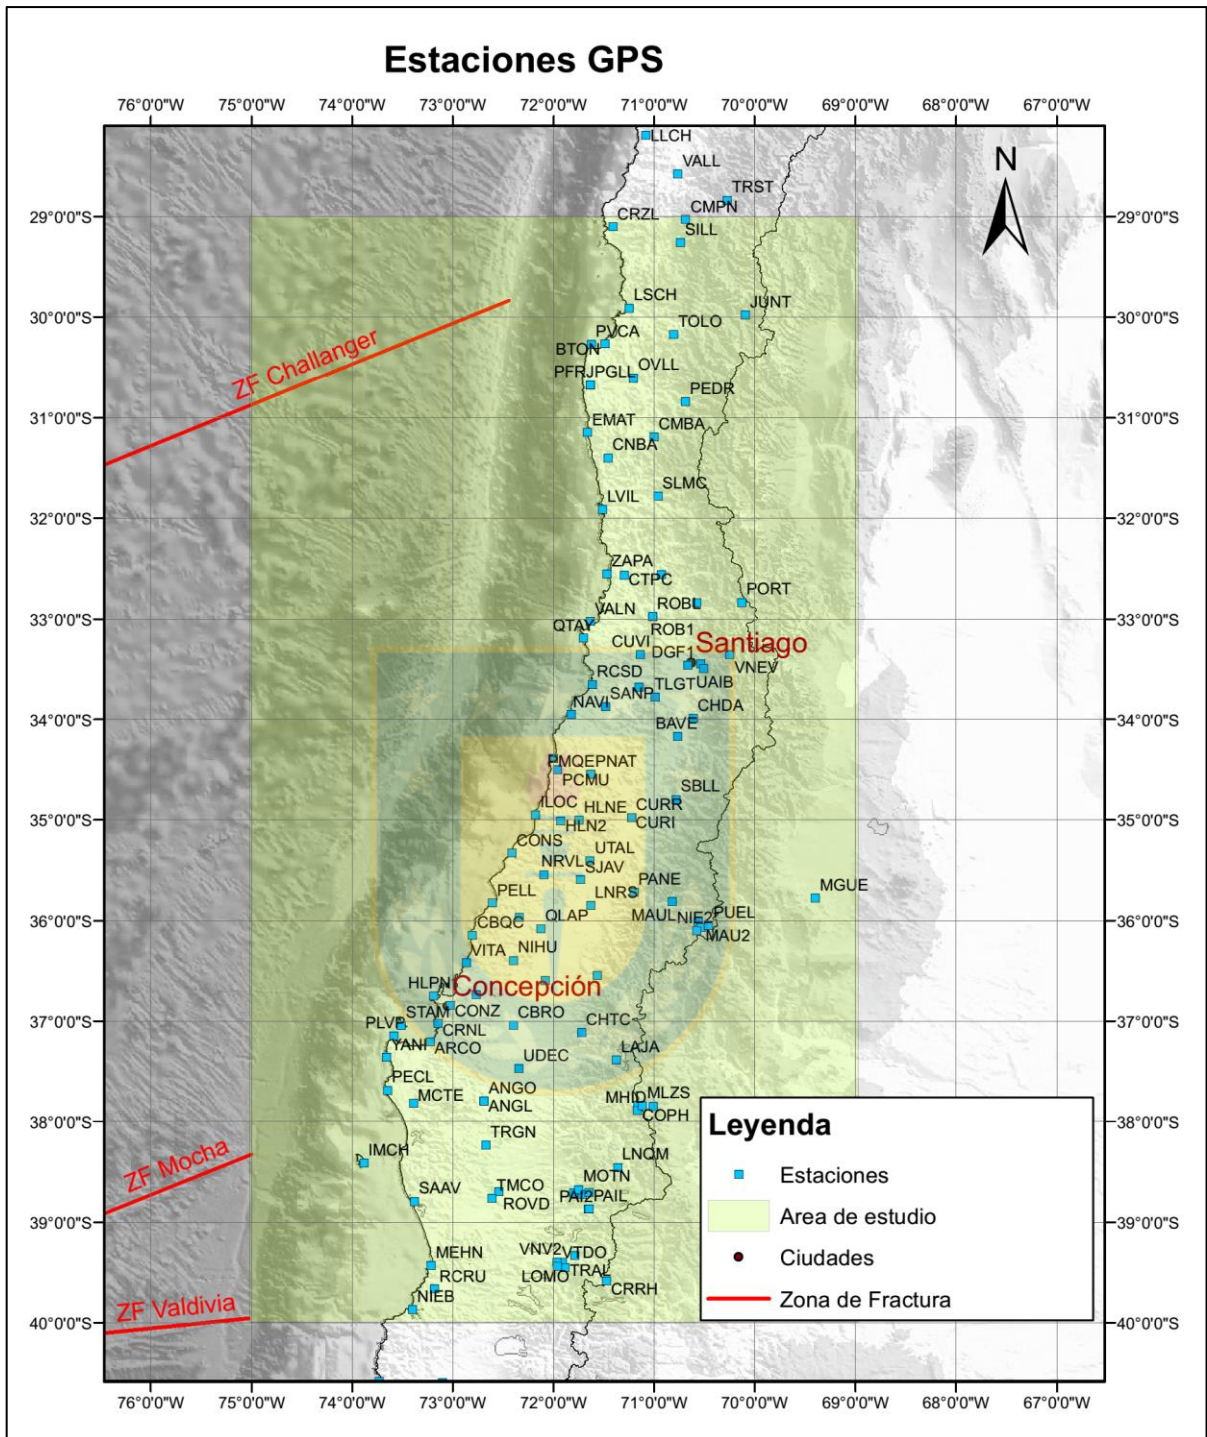 Estaciones GPS
76°0'0"W 75°0'0"W 74°0'0"W 73°0'0"W 72°0'0"W 71°0'0"W 70°0'0"W 69°0'0"W 68°0'0"W 67°0'0"W
LLCH
VALL
TRST
N
29°0'0"S CRZL CMPN 29°0'0"S
SILL
LSCH JUNT
30°0'0"S 30°0'0"S
PVCA TOLO
ZF Challanger
BTON
OVLL
PFRJPGLL
PEDR
31°0'0"S 31°0'0"S
EMAT CMBA
CNBA
SLMC
LVIL
32°0'0"S 32°0'0"S
ZAPA
CTPC PORT
VALN ROBL
33°0'0"S 33°0'0"S
QTAY ROB1
CUVI Santiago
DGF1 VNEV
RCSD TLGTUAIB
SANP
NAVI CHDA
34°0'0"S 34°0'0"S
BAVE
PMQEPNAT
PCMU SBLL
ILOC HLNE CURR
35°0'0"S HLN2 CURI 35°0'0"S
CONS UTAL
NRVL SJAV
PANE MGUE
PELL LNRS
QLAP MAUL NIE2 PUEL
36°0'0"S CBQC MAU2 36°0'0"S
VITA NIHU
HLPN Concepción
STAM CONZ CBRO
37°0'0"S PLVP CRNL CHTC 37°0'0"S
YANI ARCO
UDEC LAJA
PECL ANGO
MCTE ANGL MHID MLZS
COPH
38°0'0"S 38°0'0"S
TRGN
IMCH LNQM
ZF Mocha
MOTN
SAAV TMCO
ROVD PAI2 PAIL
39°0'0"S 39°0'0"S
MEHN VNV2 VTDO
RCRU LOMO TRAL
NIEB CRRH
ZF Valdivia
40°0'0"S 40°0'0"S
Leyenda
Estaciones
Area de estudio
Ciudades
Zona de Fractura
76°0'0"W 75°0'0"W 74°0'0"W 73°0'0"W 72°0'0"W 71°0'0"W 70°0'0"W 69°0'0"W 68°0'0"W 67°0'0"W